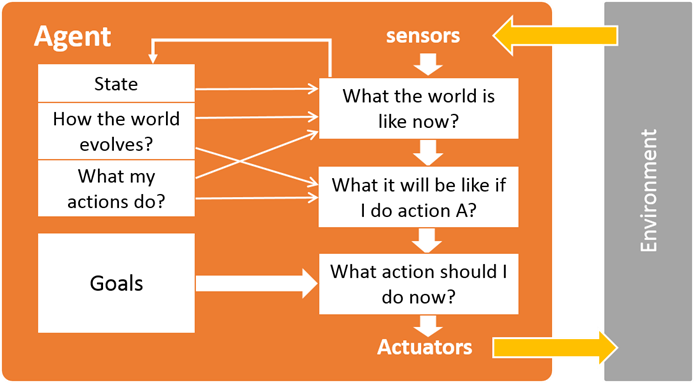 Agent
sensors
State
How the world
evolves?
What my
actions do?
Goals
What the world is
like now?
What it will be like if
I do action A?
What action should I
do now?
Actuators
Environment